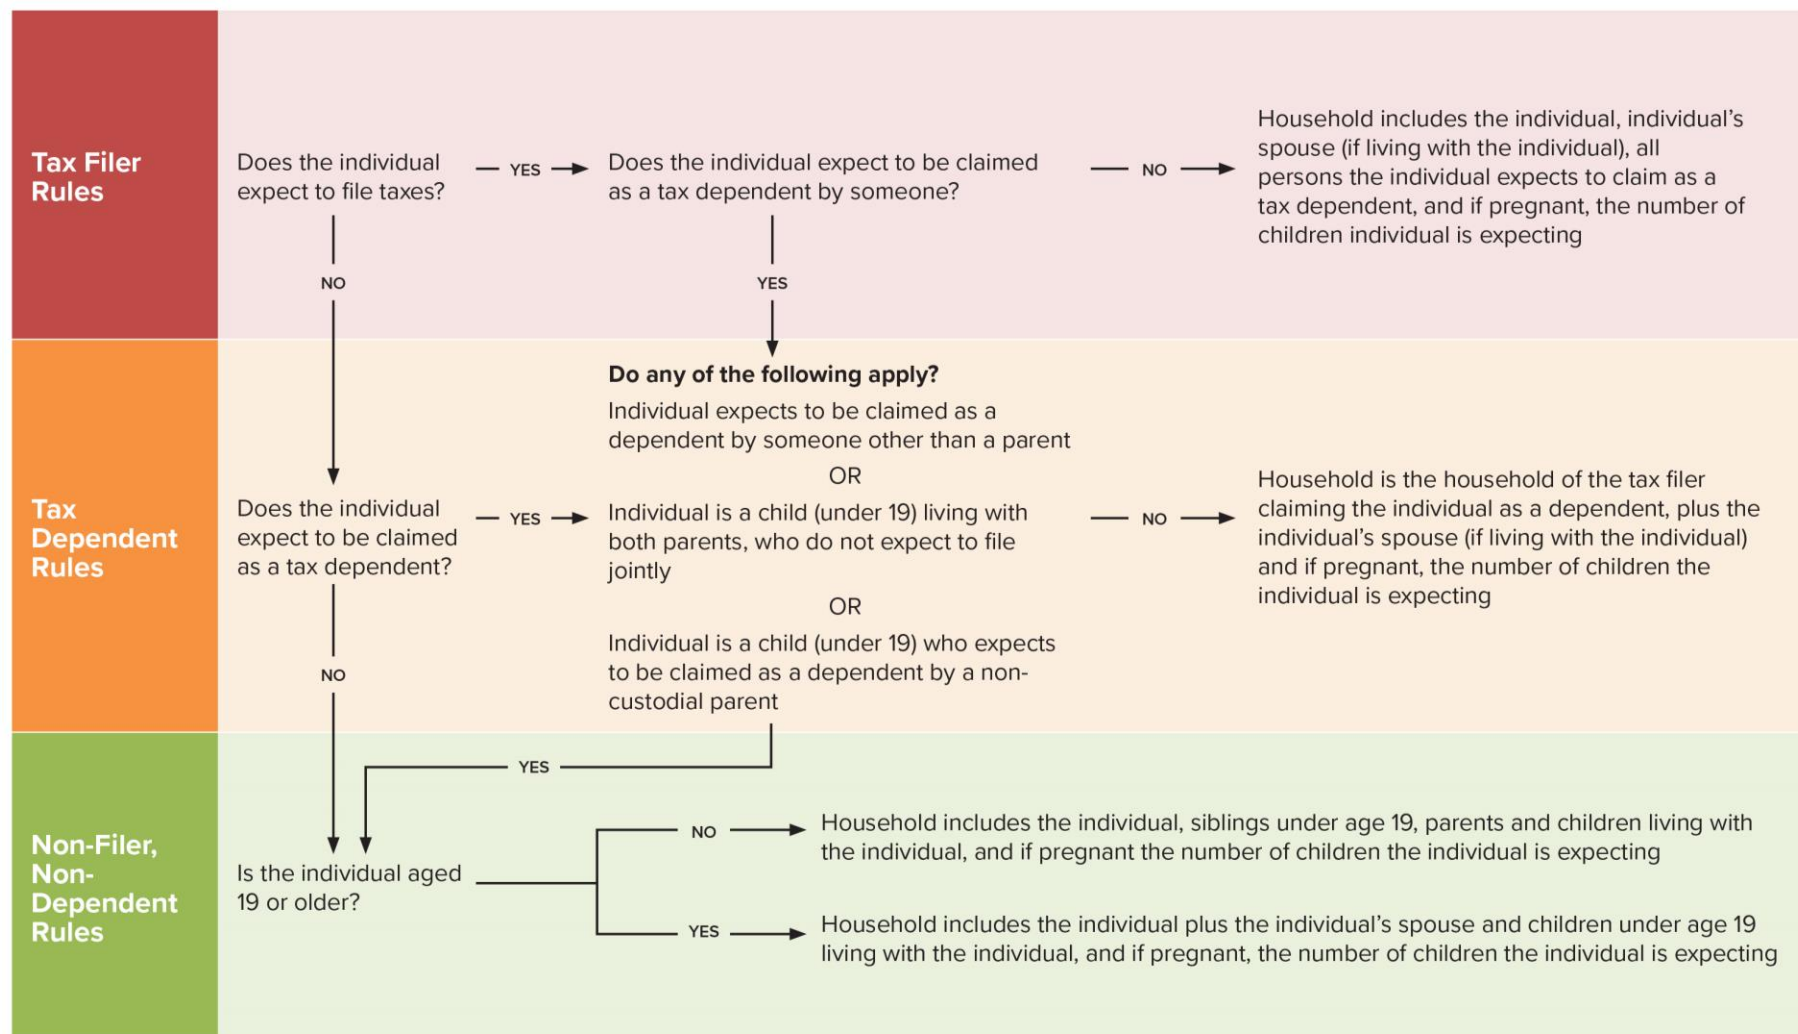 Tax Filer
Rules
Does the individual
expect to file taxes?
YES
Does the individual expect to be claimed
as a tax dependent by someone?
NO
Household includes the individual, individual’s
spouse (if living with the individual), all
persons the individual expects to claim as a
tax dependent, and if pregnant, the number of
children individual is expecting
NO
YES
Tax
Dependent
Rules
Does the individual
expect to be claimed
as a tax dependent?
YES
Do any of the following apply?
Individual expects to be claimed as a
dependent by someone other than a parent
OR
Individual is a child (under 19) living with
both parents, who do not expect to file
jointly
OR
Individual is a child (under 19) who expects
to be claimed as a dependent by a non-
custodial parent
NO
Household is the household of the tax filer
claiming the individual as a dependent, plus the
individual’s spouse (if living with the individual)
and if pregnant, the number of children the
individual is expecting
NO
YES
Non-Filer,
Non-
Dependent
Rules
Is the individual aged
19 or older?
NO
Household includes the individual, siblings under age 19, parents and children living with
the individual, and if pregnant the number of children the individual is expecting
YES
Household includes the individual plus the individual’s spouse and children under age 19
living with the individual, and if pregnant, the number of children the individual is expecting